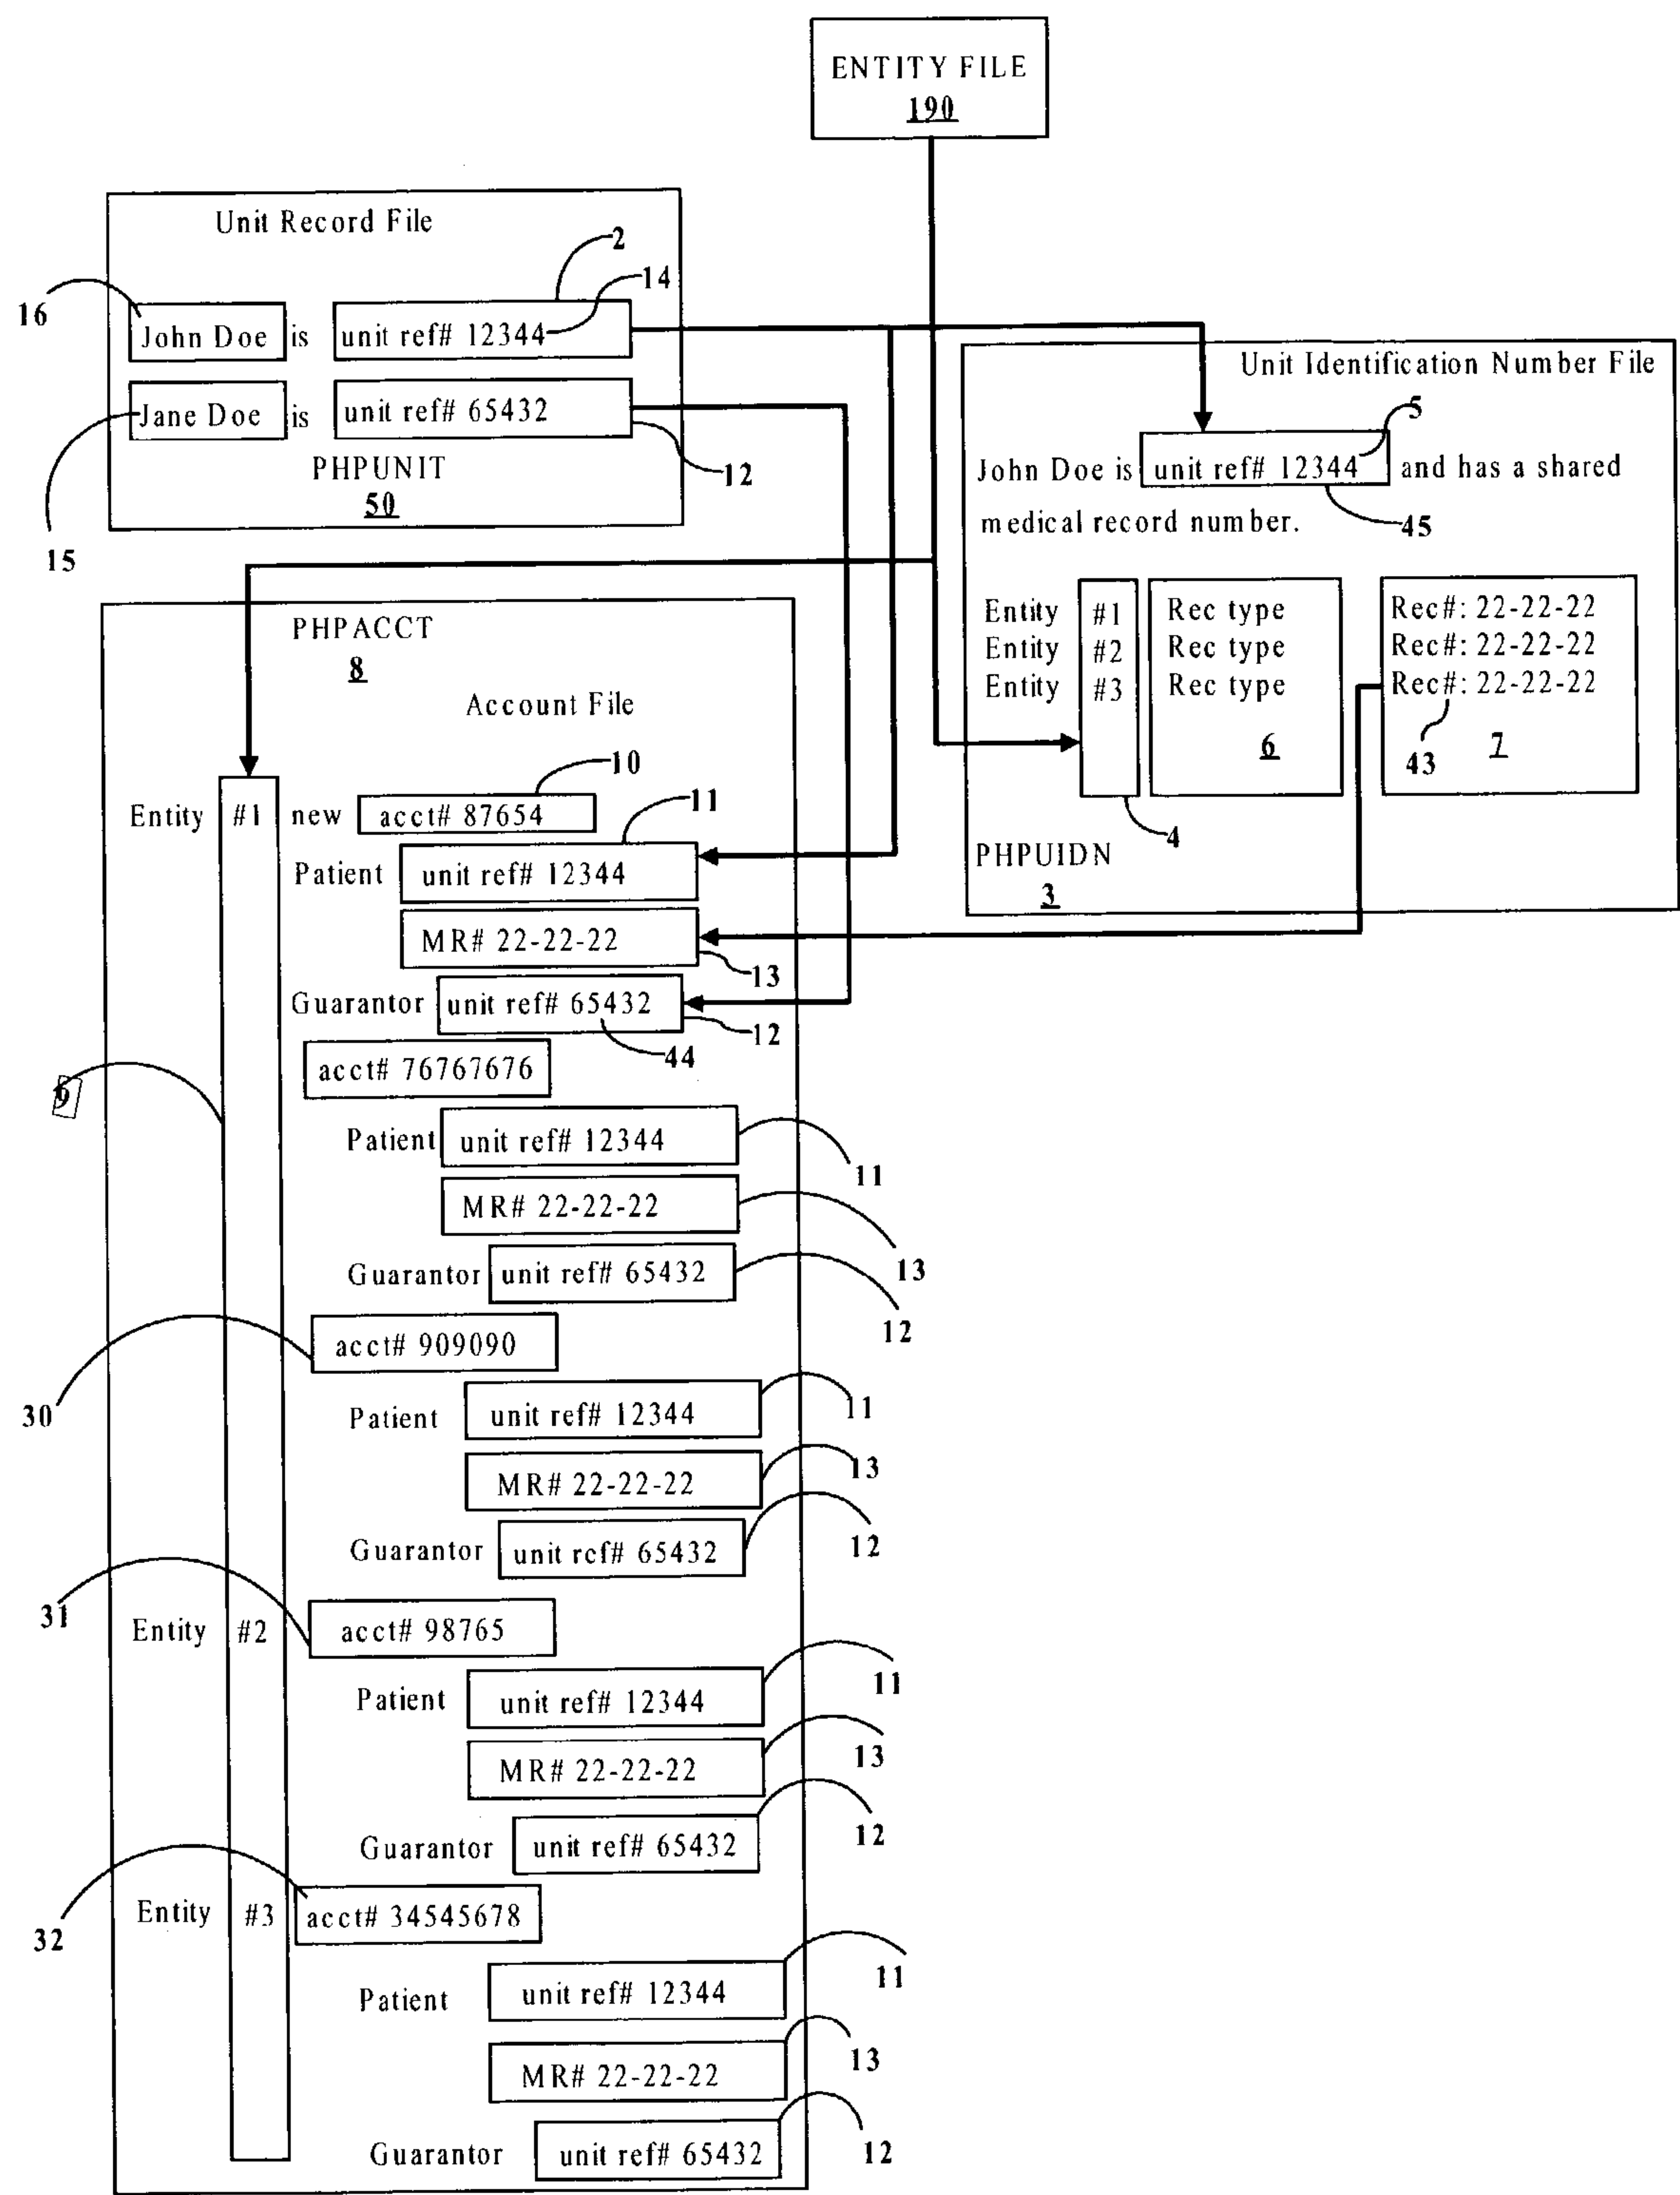 ENTITY FILE
190
Unit Record File
2
14
16
John Doe is unit ref# 12344
Jane Doe is unit ref# 65432
12
PHPUNIT
50
15
Unit Identification Number File
5
John Doe is unit ref# 12344 and has a shared
45
medical record number.
Entity #1 Rec type Rec#: 22-22-22
Entity #2 Rec type Rec#: 22-22-22
Entity #3 Rec type Rec#: 22-22-22
6
43
7
4
PHPUIDN
3
PHPACCT
8
Account File
10
Entity #1 new acct# 87654
11
Patient unit ref# 12344
MR# 22-22-22
13
Guarantor unit ref# 65432
12
44
9
acct# 76767676
Patient unit ref# 12344
11
MR# 22-22-22
13
Guarantor unit ref# 65432
12
acct# 909090
30
Patient unit ref# 12344
11
MR# 22-22-22
13
Guarantor unit ref# 65432
12
31
Entity #2 acct# 98765
Patient unit ref# 12344
11
MR# 22-22-22
13
Guarantor unit ref# 65432
12
Entity #3 acct# 34545678
32
Patient unit ref# 12344
11
MR# 22-22-22
13
Guarantor unit ref# 65432
12